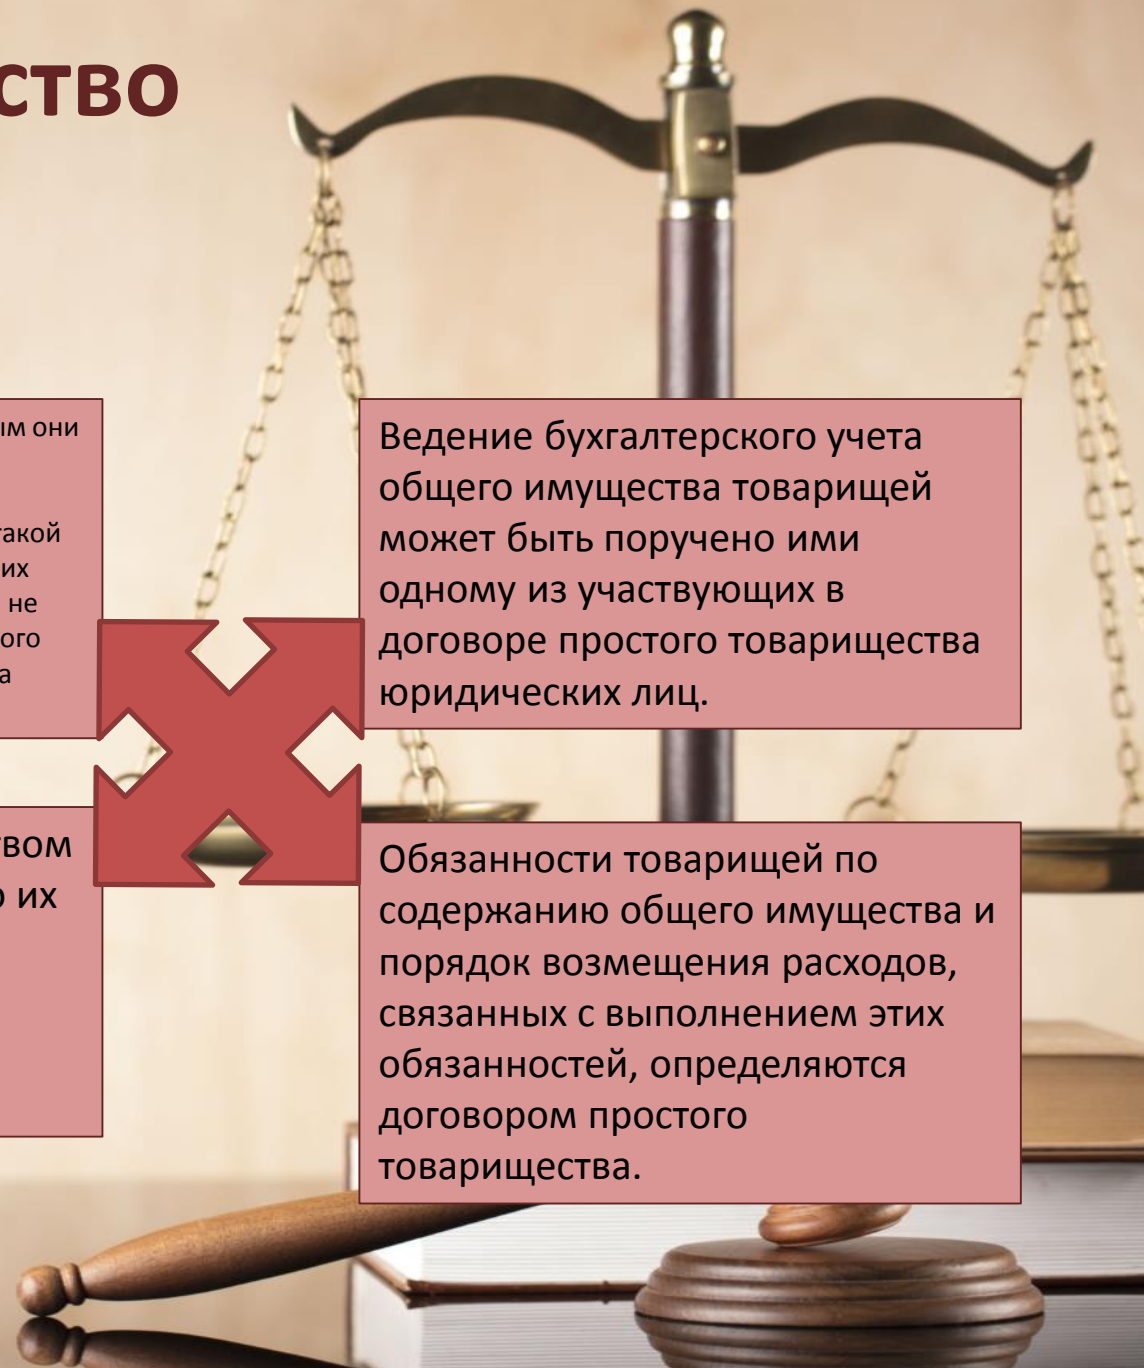 ство
ым они
такой
их
не
ого
а
Ведение бухгалтерского учета
общего имущества товарищей
может быть поручено ими
одному из участвующих в
договоре простого товарищества
юридических лиц.
вом
о их
Обязанности товарищей по
содержанию общего имущества и
порядок возмещения расходов,
связанных с выполнением этих
обязанностей, определяются
договором простого
товарищества.